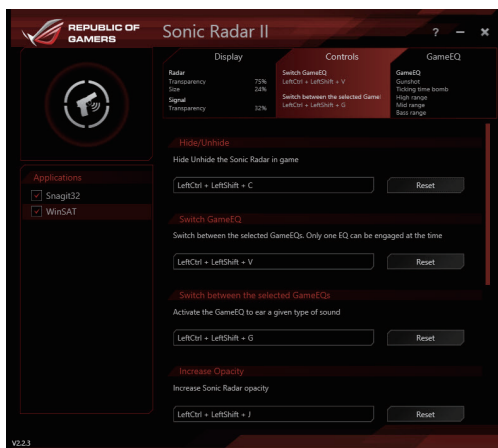 REPUBLIC OF
GAMERS
Sonic Radar II
?
Display
Radar
Transparency 75%
Size 24%
Signal
Transparency 32%
Controls
Switch GameEQ
LeftCtrl + LeftShift + V
Switch between the selected Game
LeftCtrl + LeftShift + G
GameEQ
GameEQ
Gunshot
Ticking time bomb
High range
Mid range
Bass range
Applications
Snagit32
WinSAT
Hide/Unhide
Hide Unhide the Sonic Radar in game
LeftCtrl + LeftShift + C
Reset
Switch GameEQ
Switch between the selected GameEQs. Only one EQ can be engaged at the time
LeftCtrl + LeftShift + V
Reset
Switch between the selected GameEQs
Activate the GameEQ to ear a given type of sound
LeftCtrl + LeftShift + G
Reset
Increase Opacity
Increase Sonic Radar opacity
LeftCtrl + LeftShift + J
Reset
V2.2.3